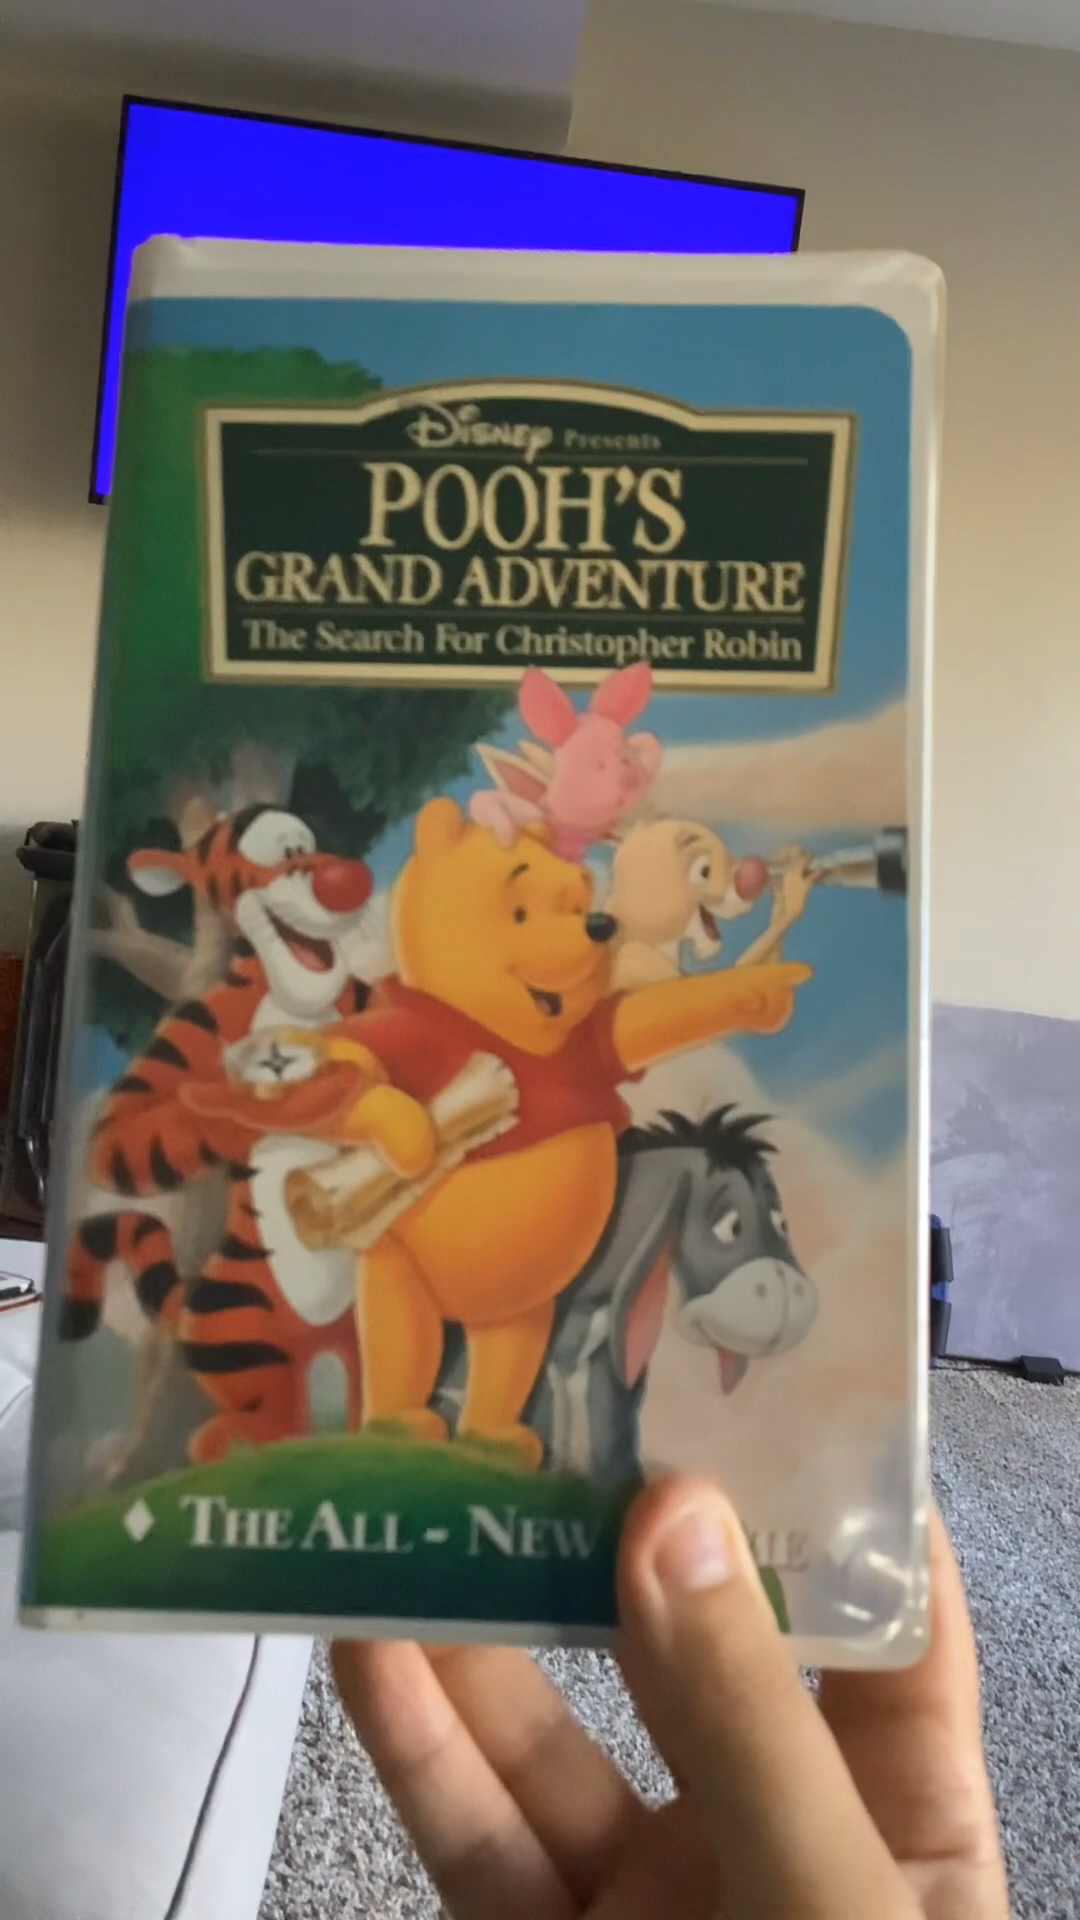 Disney Presents
POOH'S
GRAND ADVENTURE
The Search For Christopher Robin
THE ALL-NEW